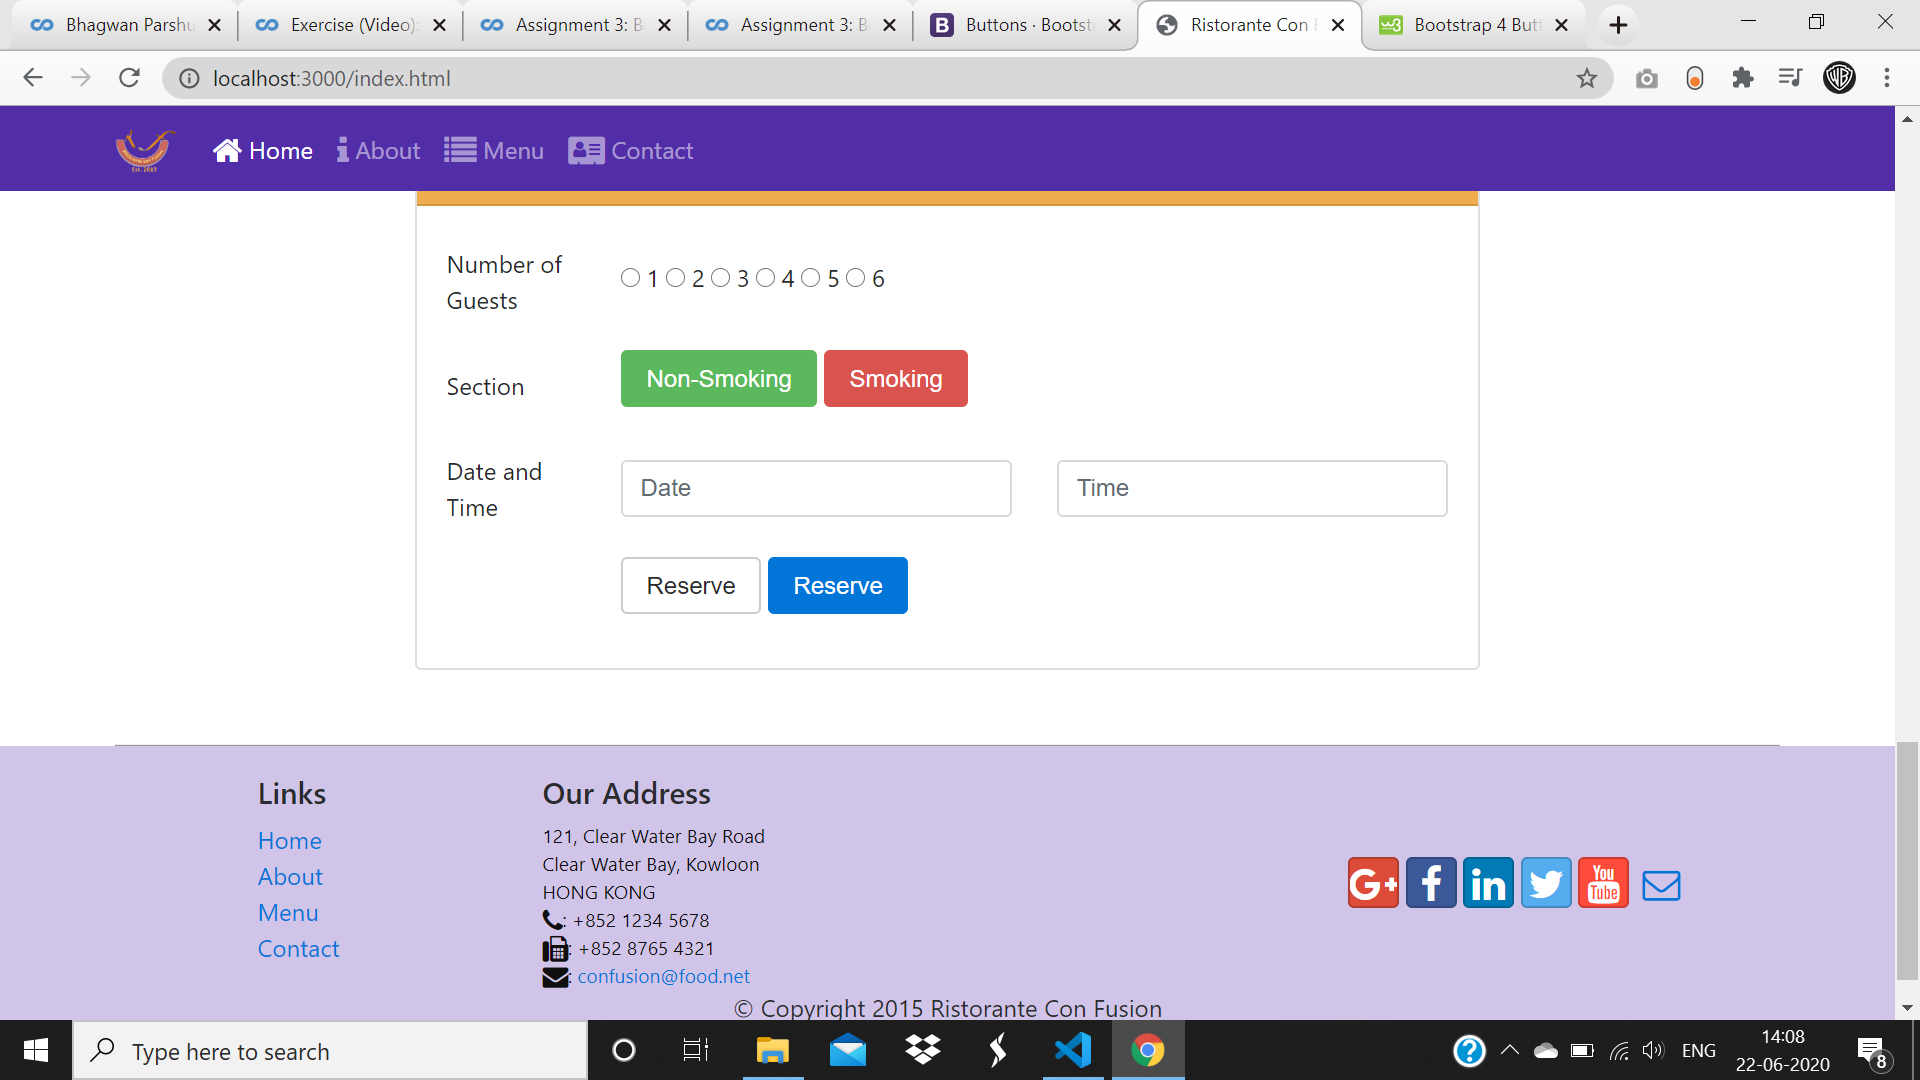 Bhagwan Parshu
Exercise (Video):
Assignment 3: B
Assignment 3: B
Buttons · Bootst
Ristorante Con F
Bootstrap 4 But
localhost:3000/index.html
Home
About
Menu
Contact
Number of
Guests
1 2 3 4 5 6
Section
Non-Smoking
Smoking
Date and
Time
Date
Time
Reserve
Reserve
Links
Home
About
Menu
Contact
Our Address
121, Clear Water Bay Road
Clear Water Bay, Kowloon
HONG KONG
: +852 1234 5678
: +852 8765 4321
: confusion@food.net
G+ f in You Tube
© Copyright 2015 Ristorante Con Fusion
Type here to search
ENG
14:08
22-06-2020
8